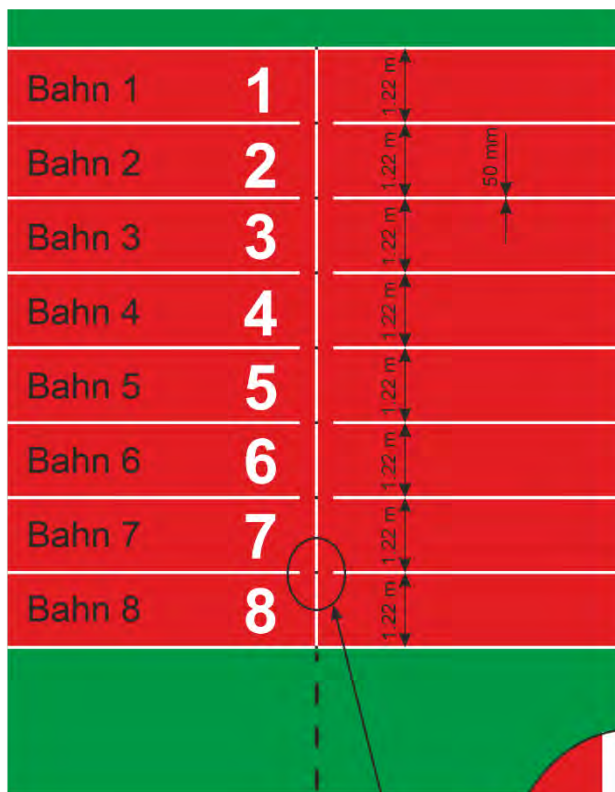 Bahn 1 1 1.22 m
Bahn 2 2 1.22 m 50 mm
Bahn 3 3 1.22 m
Bahn 4 4 1.22 m
Bahn 5 5 1.22 m
Bahn 6 6 1.22 m
Bahn 7 7 1.22 m
Bahn 8 8 1.22 m